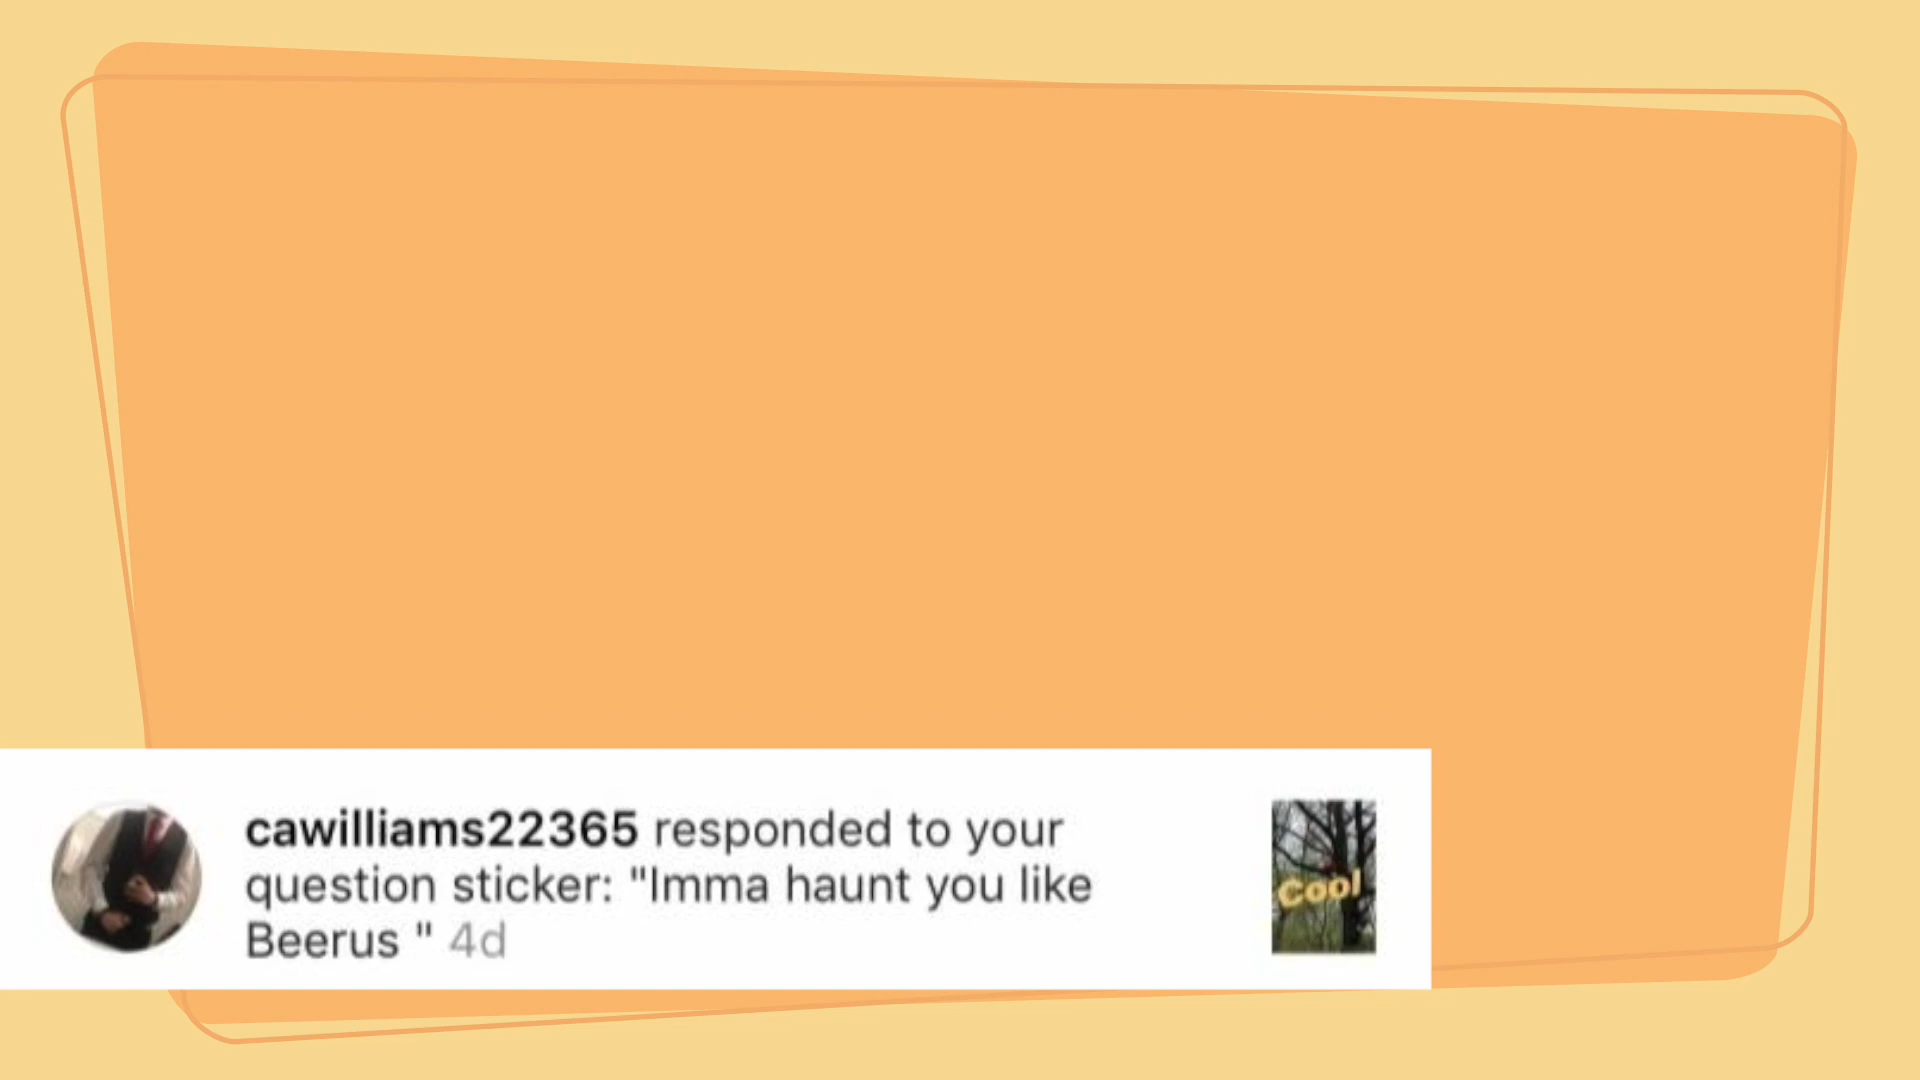 cawilliams22365 responded to your
question sticker: "Imma haunt you like
Beerus " 4d
Cool